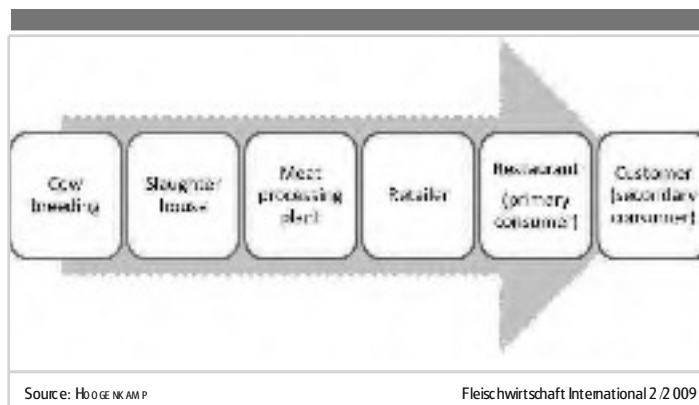 Cow
breeding
Slaughter
house
Meat
processing
plant
Retailer
Restaurant
(primary
consumer)
Customer
(secondary
consumer)
Source: HOOGENKAMP
Fleischwirtschaft International 2/2009